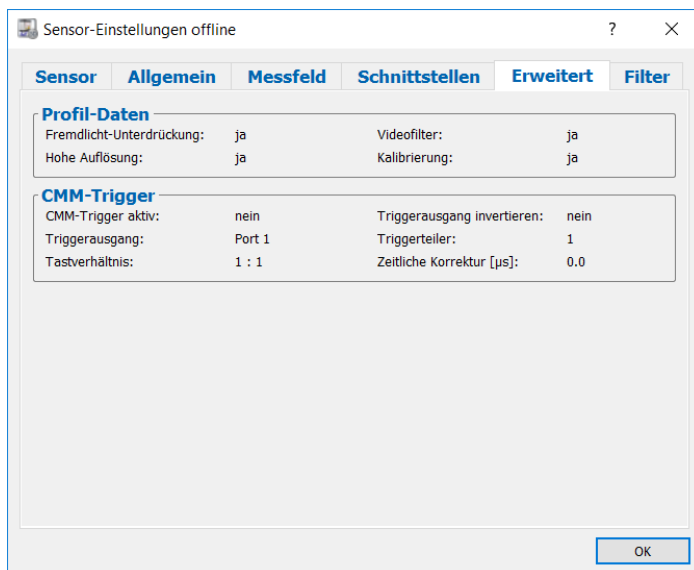 Sensor-Einstellungen offline
Sensor Allgemein Messfeld Schnittstellen Erweitert Filter
Profil-Daten
Fremdlicht-Unterdrückung: ja Videofilter: ja
Hohe Auflösung: ja Kalibrierung: ja
CMM-Trigger
CMM-Trigger aktiv: nein Triggerausgang invertieren: nein
Triggerausgang: Port 1 Triggerteiler: 1
Tastverhältnis: 1 : 1 Zeitliche Korrektur [µs]: 0.0
OK